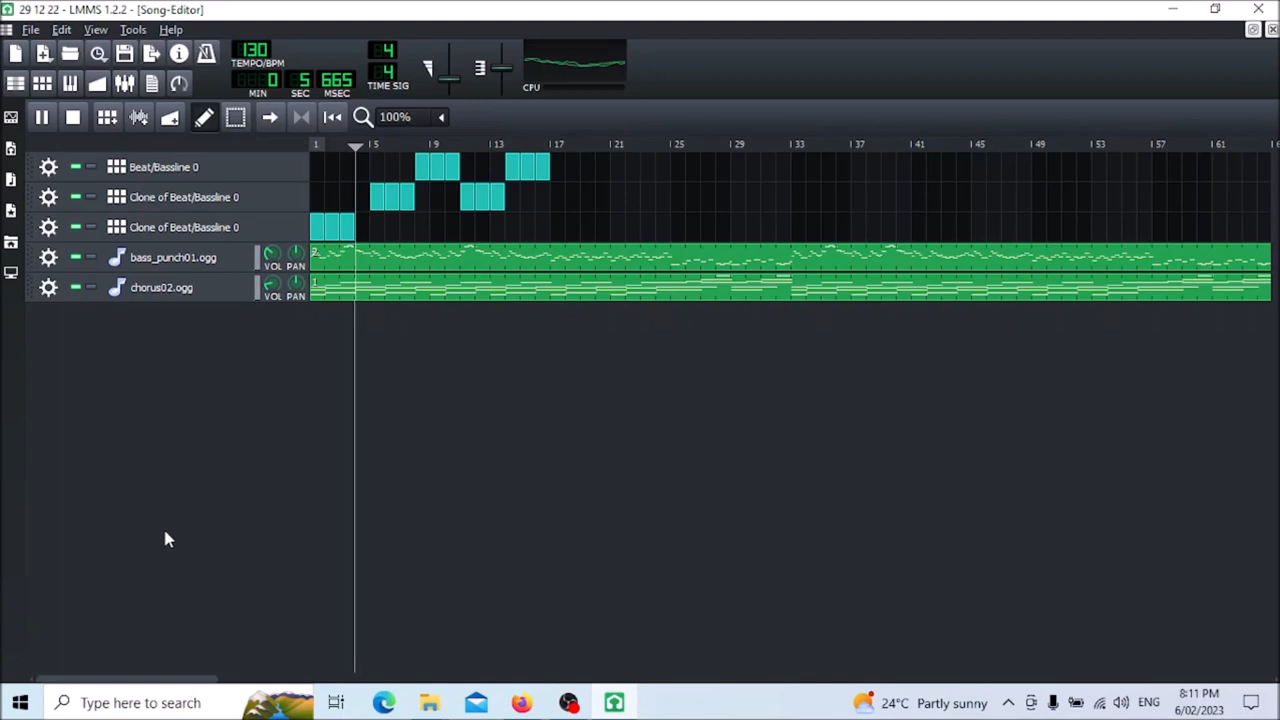 29 12 22 - LMMS 1.2.2 - [Song-Editor]
File Edit View Tools Help
130
TEMPO/BPM
4
4
TIME SIG
0 5 665
MIN SEC MSEC
CPU
100%
1 5 9 13 17 21 25 29 33 37 41 45 49 53 57 61
Beat/Bassline 0
Clone of Beat/Bassline 0
Clone of Beat/Bassline 0
bass_punch01.ogg VOL PAN 2
chorus02.ogg VOL PAN 1
Type here to search
24°C Partly sunny
ENG
8:11 PM
6/02/2023